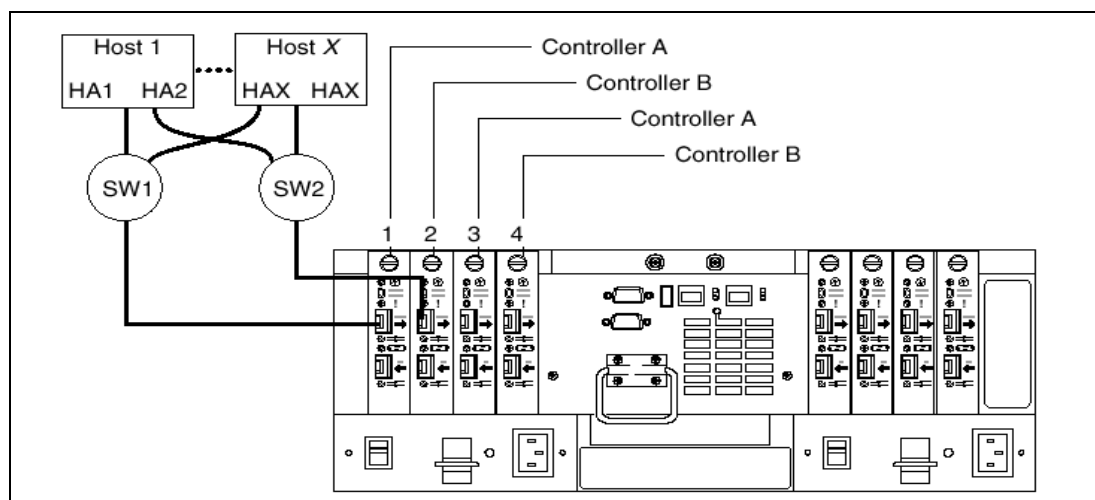 Host 1
Host X
Controller A
HA1 HA2
HAX HAX
Controller B
Controller A
Controller B
SW1
SW2
1 2 3 4